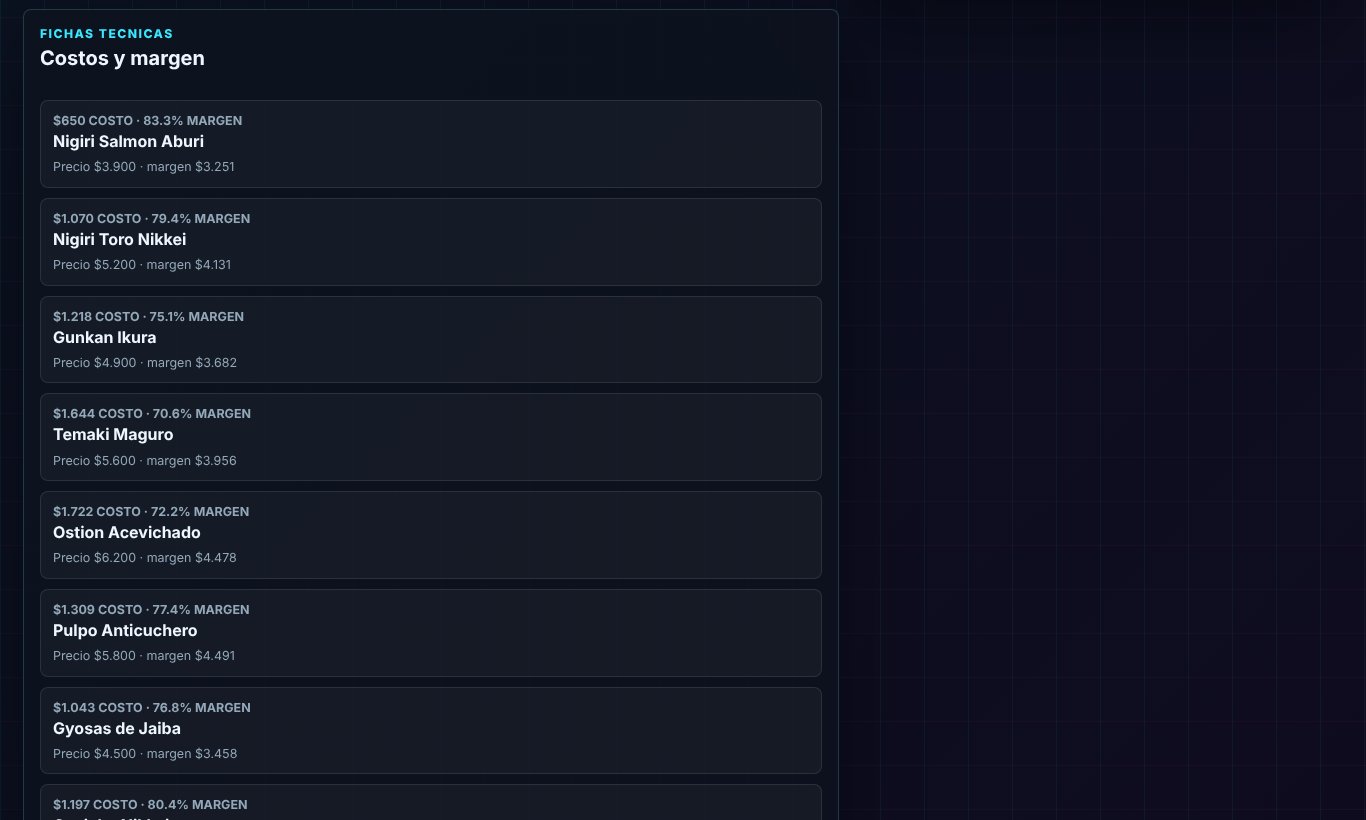 FICHAS TECNICAS
Costos y margen
$650 COSTO · 83.3% MARGEN
Nigiri Salmon Aburi
Precio $3.900 · margen $3.251
$1.070 COSTO · 79.4% MARGEN
Nigiri Toro Nikkei
Precio $5.200 · margen $4.131
$1.218 COSTO · 75.1% MARGEN
Gunkan Ikura
Precio $4.900 · margen $3.682
$1.644 COSTO · 70.6% MARGEN
Temaki Maguro
Precio $5.600 · margen $3.956
$1.722 COSTO · 72.2% MARGEN
Ostion Acevichado
Precio $6.200 · margen $4.478
$1.309 COSTO · 77.4% MARGEN
Pulpo Anticuchero
Precio $5.800 · margen $4.491
$1.043 COSTO · 76.8% MARGEN
Gyosas de Jaiba
Precio $4.500 · margen $3.458
$1.197 COSTO · 80.4% MARGEN